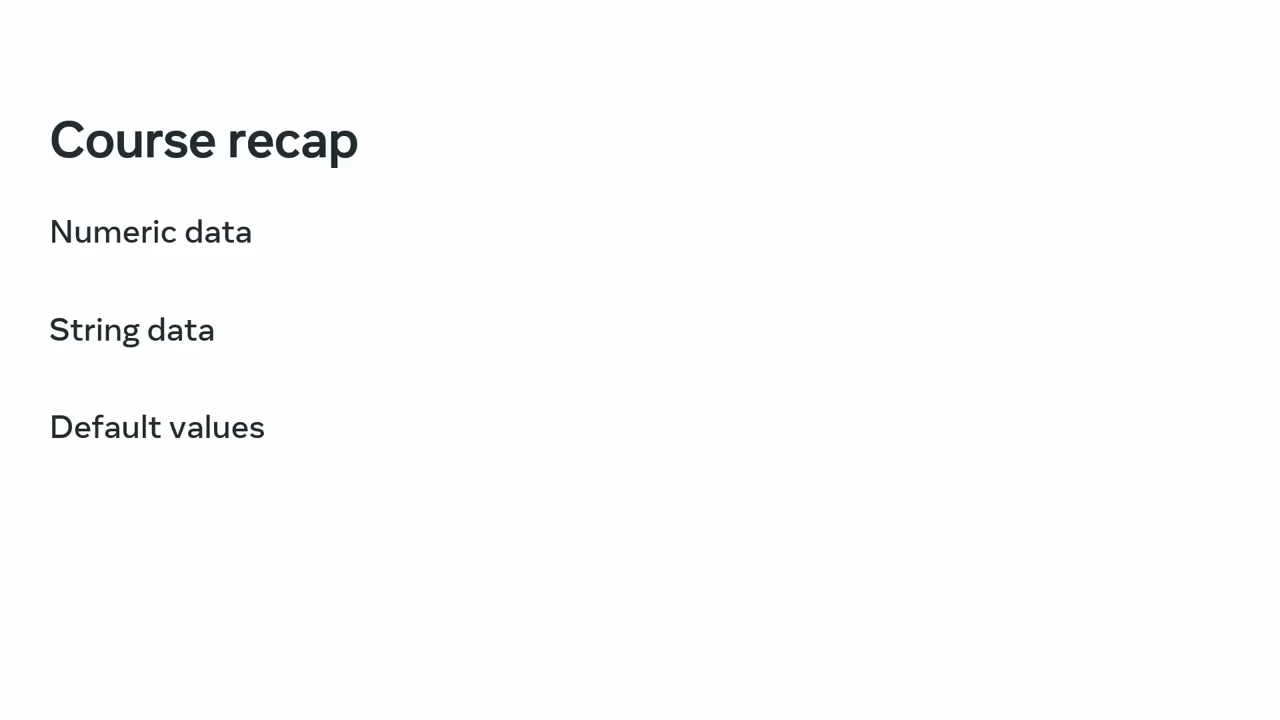 Course recap
Numeric data
String data
Default values